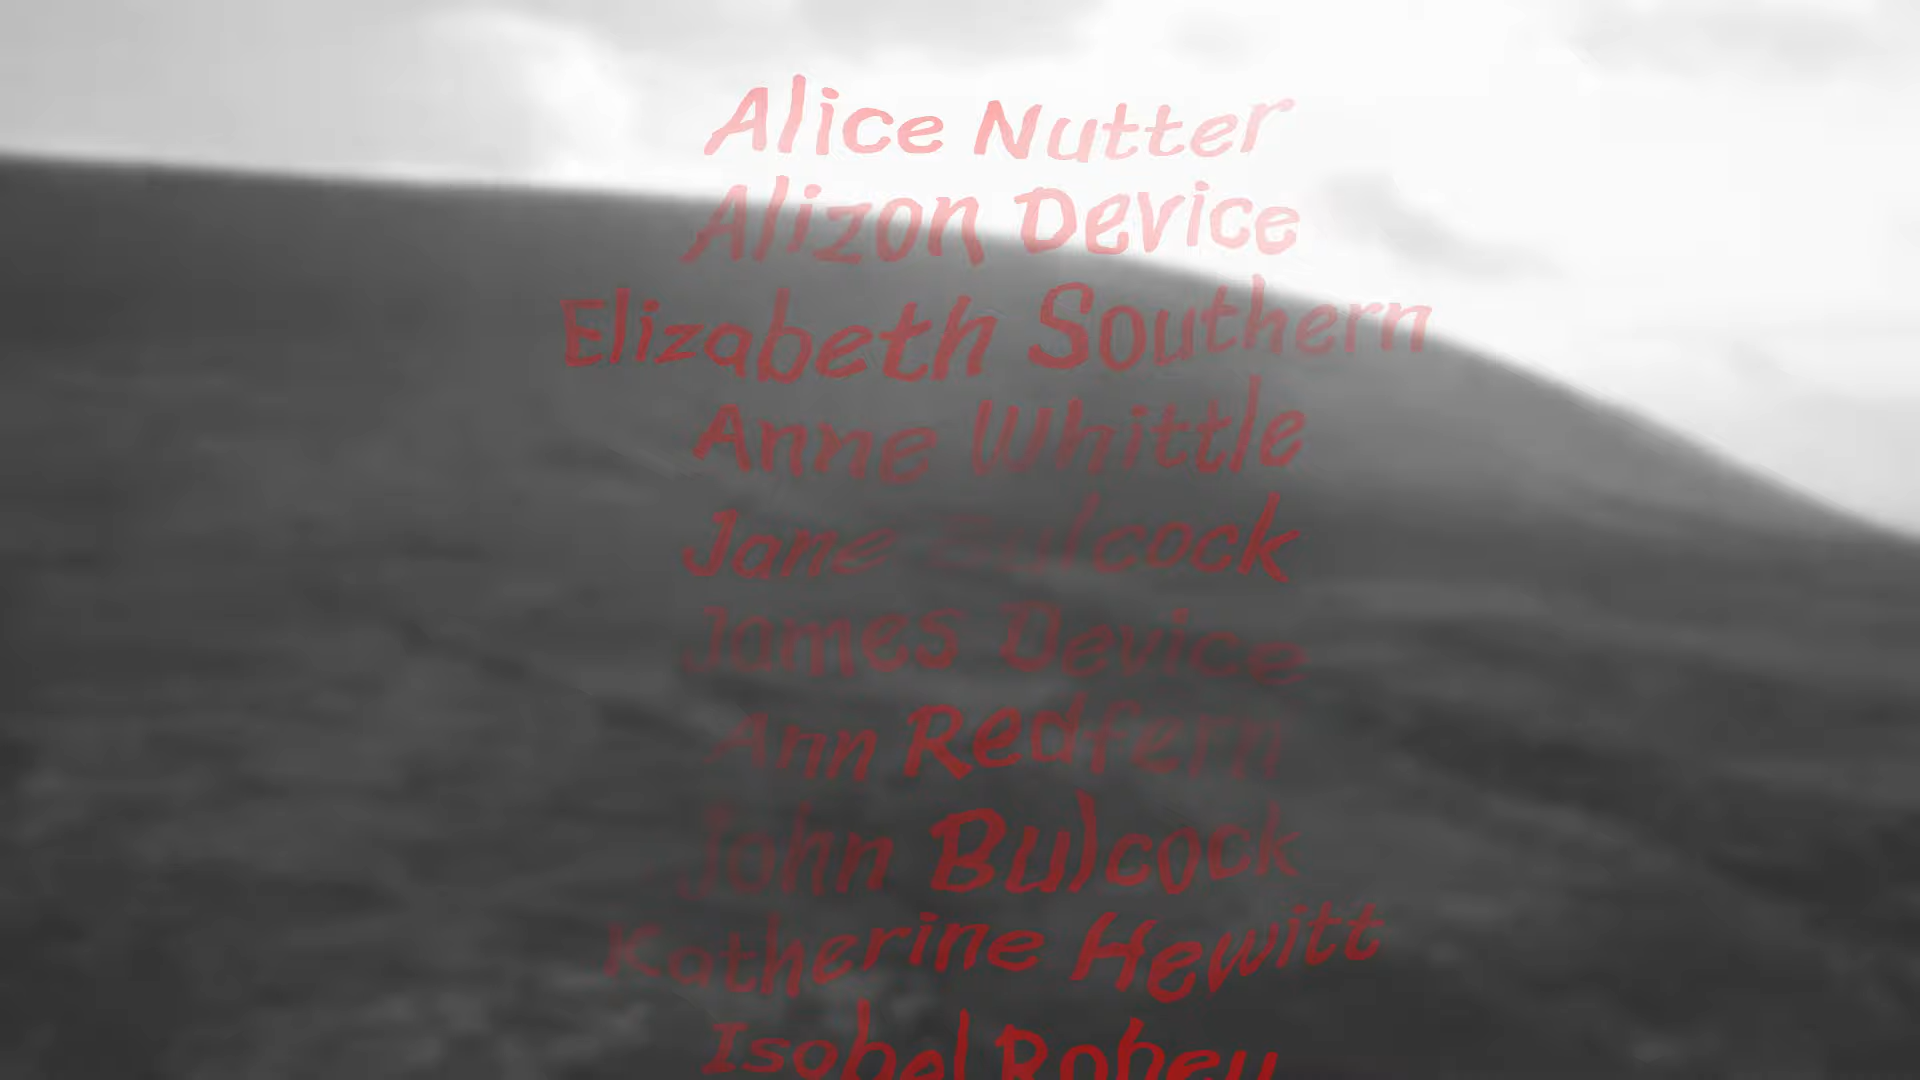 Alice Nutter
Alizon Device
Elizabeth Southern
Anne Whittle
Jane Bulcock
James Device
Ann Redfern
John Bulcock
Katherine Hewitt
Isobel Robey